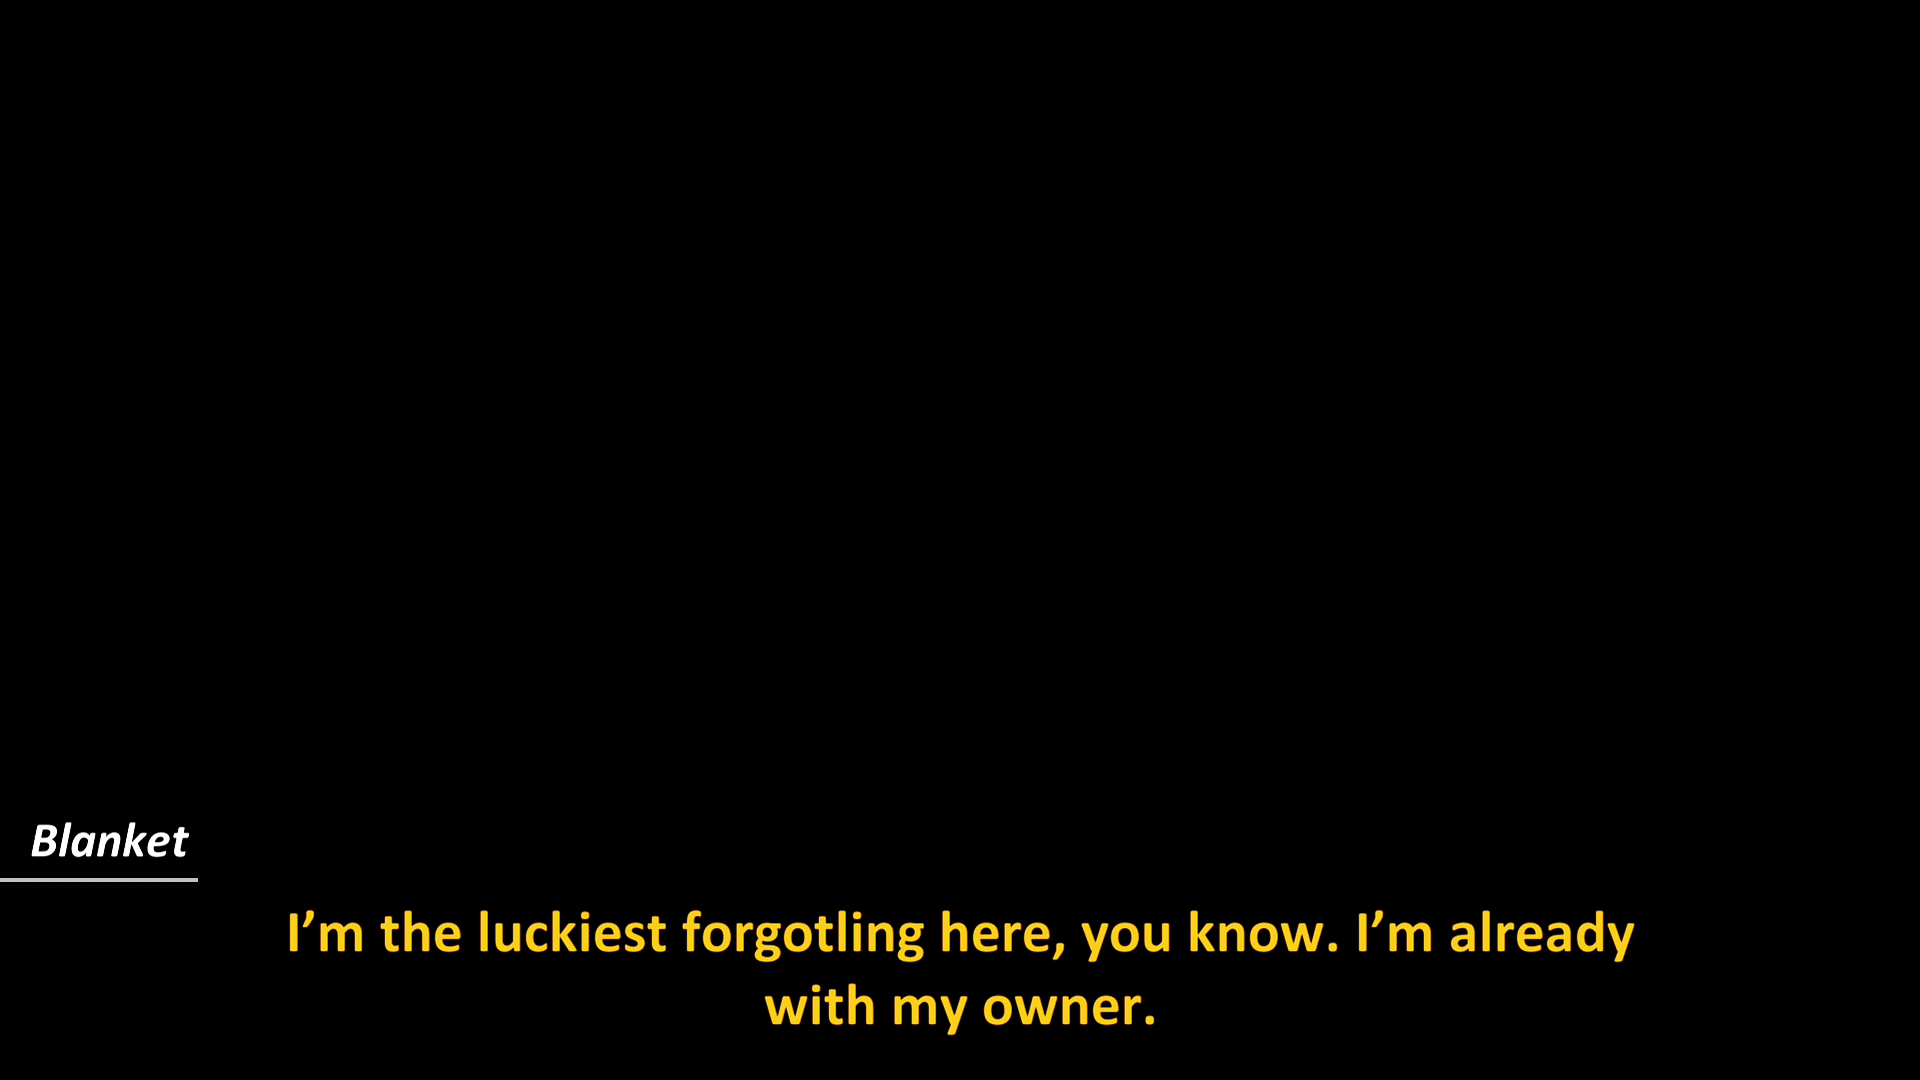 Blanket
I’m the luckiest forgotling here, you know. I’m already
with my owner.